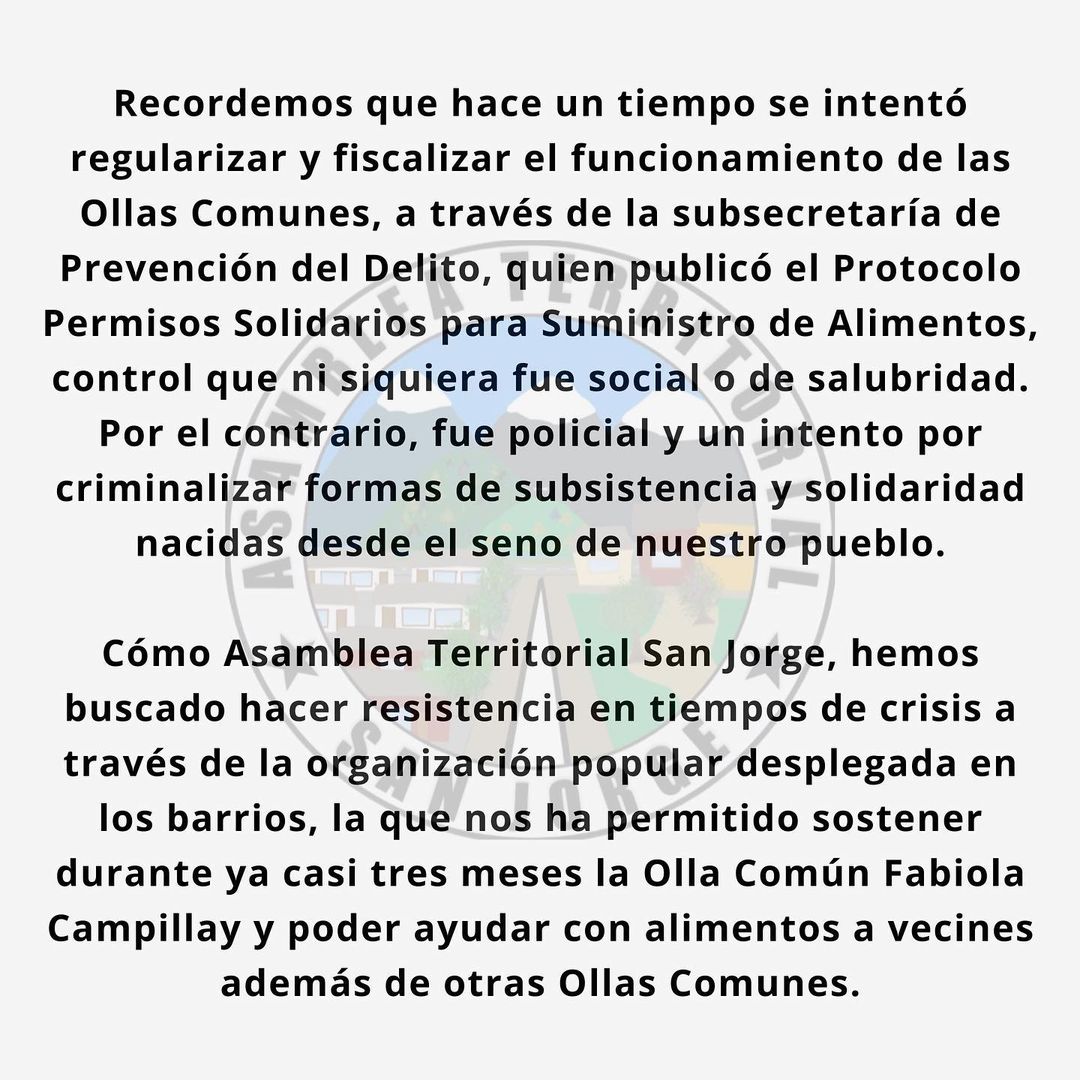 Recordemos que hace un tiempo se intentó
regularizar y fiscalizar el funcionamiento de las
Ollas Comunes, a través de la subsecretaría de
Prevención del Delito, quien publicó el Protocolo
Permisos Solidarios para Suministro de Alimentos,
control que ni siquiera fue social o de salubridad.
Por el contrario, fue policial y un intento por
criminalizar formas de subsistencia y solidaridad
nacidas desde el seno de nuestro pueblo.
Cómo Asamblea Territorial San Jorge, hemos
buscado hacer resistencia en tiempos de crisis a
través de la organización popular desplegada en
los barrios, la que nos ha permitido sostener
durante ya casi tres meses la Olla Común Fabiola
Campillay y poder ayudar con alimentos a vecines
además de otras Ollas Comunes.
ASAMBLEA TERRITORIAL
SAN JORGE